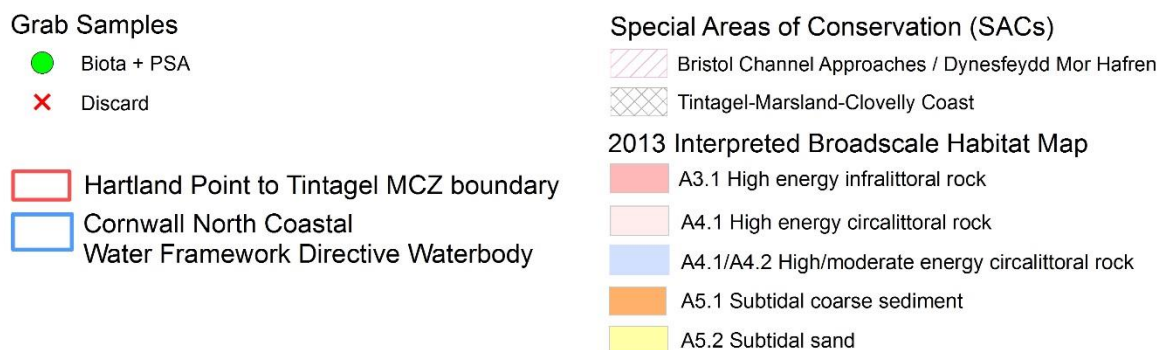 Grab Samples
Biota + PSA
Discard
Hartland Point to Tintagel MCZ boundary
Cornwall North Coastal
Water Framework Directive Waterbody
Special Areas of Conservation (SACs)
Bristol Channel Approaches / Dynesfeydd Mor Hafren
Tintagel-Marsland-Clovelly Coast
2013 Interpreted Broadscale Habitat Map
A3.1 High energy infralittoral rock
A4.1 High energy circalittoral rock
A4.1/A4.2 High/moderate energy circalittoral rock
A5.1 Subtidal coarse sediment
A5.2 Subtidal sand